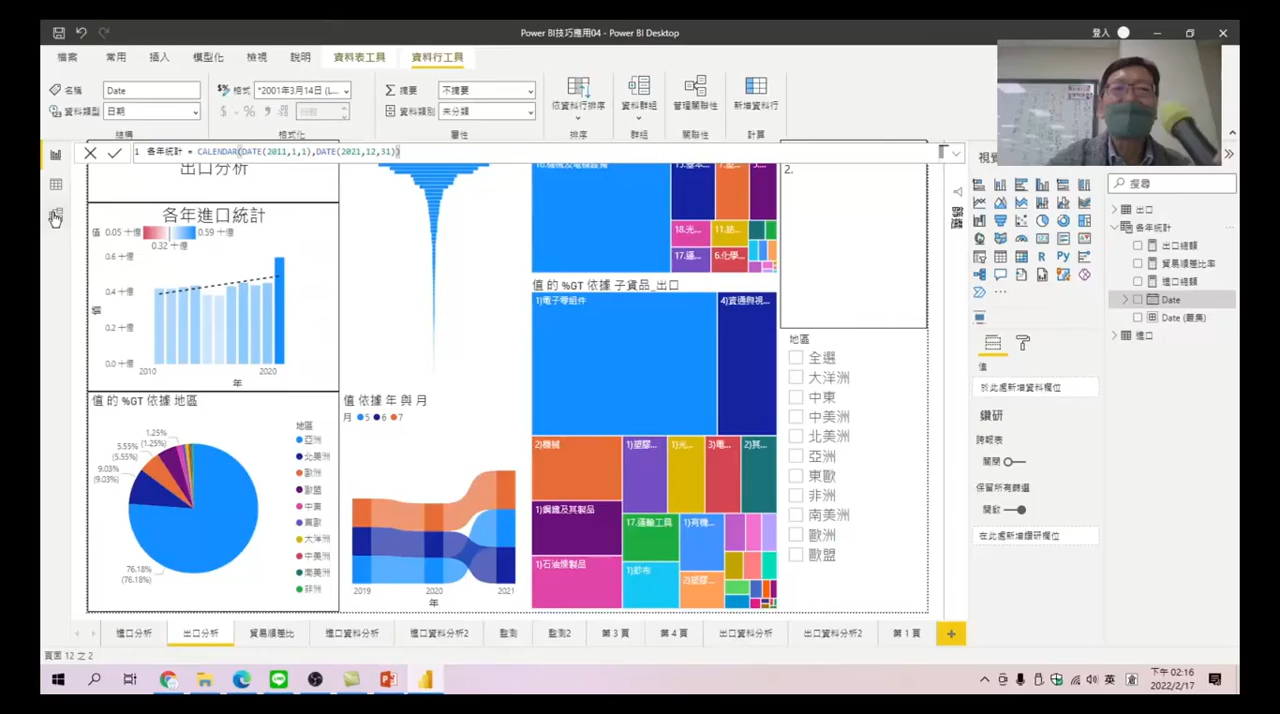 Power BI技巧應用04 - Power BI Desktop
登入
檔案 常用 插入 模型化 檢視 說明 資料表工具 資料行工具
名稱 Date
資料類型 日期
結構
格式 *2001年3月14日 (L...
$ % 9
格式化
摘要 不摘要
資料類別 未分類
屬性
依資料行排序
排序
資料群組
群組
管理關聯性
關聯性
新增資料行
計算
1 各年統計 = CALENDAR(DATE(2011,1,1),DATE(2021,12,31))
出口分析
各年進口統計
值 0.05 十億 0.59 十億
0.32 十億
0.6 十億
0.4 十億
0.2 十億
0.0 十億
值
2010 2020
年
值 的 %GT 依據 地區
1.25%
(1.25%)
5.55%
(5.55%)
9.03%
(9.03%)
76.18%
(76.18%)
地區
亞洲
北美洲
歐洲
歐盟
中東
東歐
大洋洲
中美洲
南美洲
非洲
值 依據 年 與 月
月 5 6 7
2019 2020 2021
年
18.光...
11.紡...
17.運...
6.化學...
值 的 %GT 依據 子貨品_出口
1)電子零組件
4)資通與視...
2)機械
1)塑膠...
1)光...
3)電...
2)其...
1)鋼鐵及其製品
17.運輸工具
1)有機...
1)石油煉製品
1)紗布
2)塑膠...
2.
地區
全選
大洋洲
中東
中美洲
北美洲
亞洲
東歐
非洲
南美洲
歐洲
歐盟
篩選
R Py
值
於此處新增資料欄位
鑽研
跨報表
關閉
保留所有篩選
開啟
在此處新增鑽研欄位
搜尋
出口
各年統計
出口總額
貿易順差比率
進口總額
Date
Date (叢集)
進口
進口分析 出口分析 貿易順差比 進口資料分析 進口資料分析2 監測 監測2 第 3 頁 第 4 頁 出口資料分析 出口資料分析2 第 1 頁 +
頁面 12 之 2
英
下午 02:16
2022/2/17